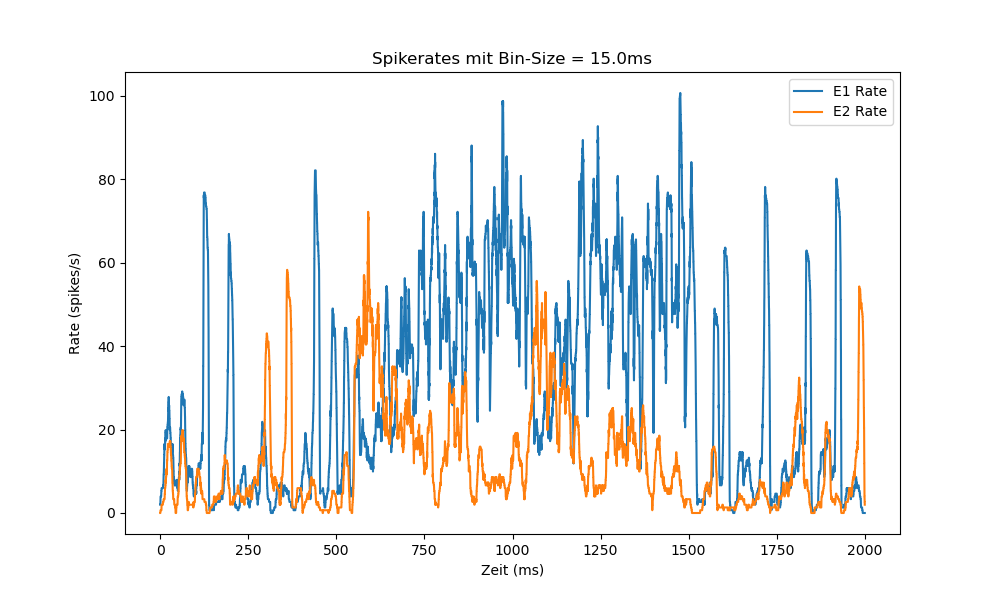 Spikerates mit Bin-Size = 15.0ms
E1 Rate
E2 Rate
Rate (spikes/s)
100
80
60
40
20
0
0 250 500 750 1000 1250 1500 1750 2000
Zeit (ms)